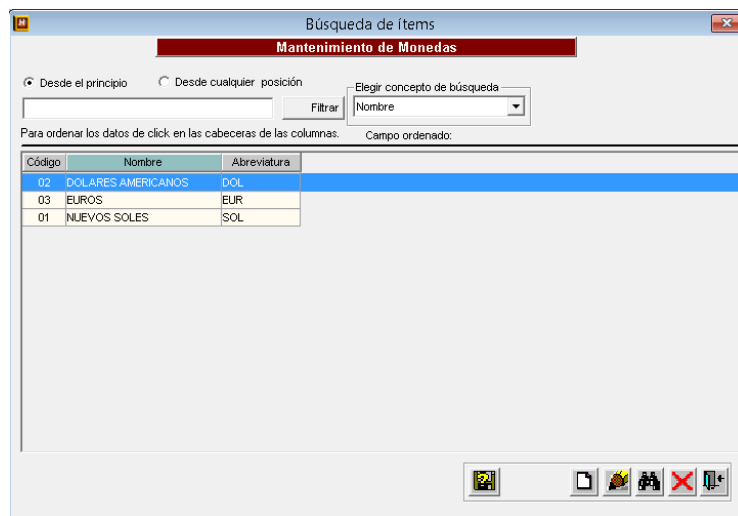 Búsqueda de ítems
Mantenimiento de Monedas
Desde el principio Desde cualquier posición
Elegir concepto de búsqueda
Filtrar Nombre
Para ordenar los datos de click en las cabeceras de las columnas. Campo ordenado:
Código Nombre Abreviatura
02 DOLARES AMERICANOS DOL
03 EUROS EUR
01 NUEVOS SOLES SOL